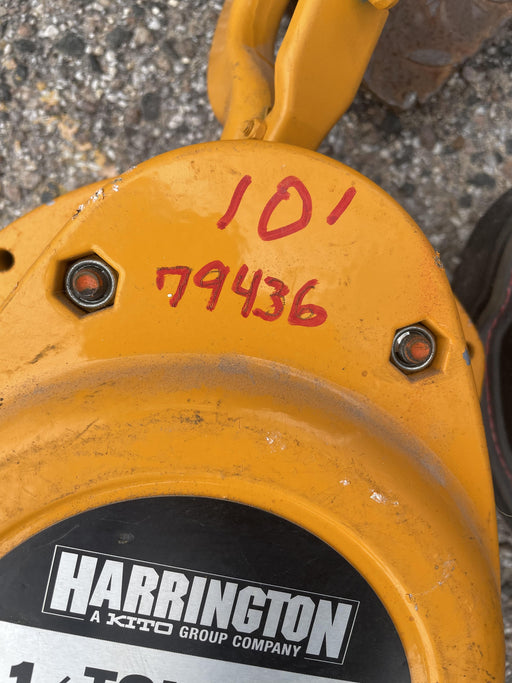 10'
79436
HARRINGTON
A KITO GROUP COMPANY